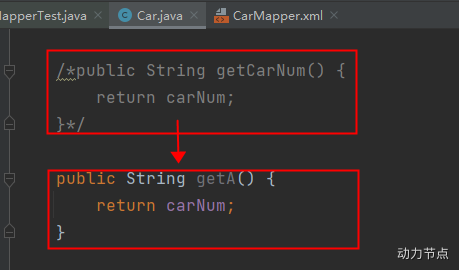 MapperTest.java Car.java CarMapper.xml
/*public String getCarNum() {
    return carNum;
}*/
public String getA() {
    return carNum;
}
动力节点